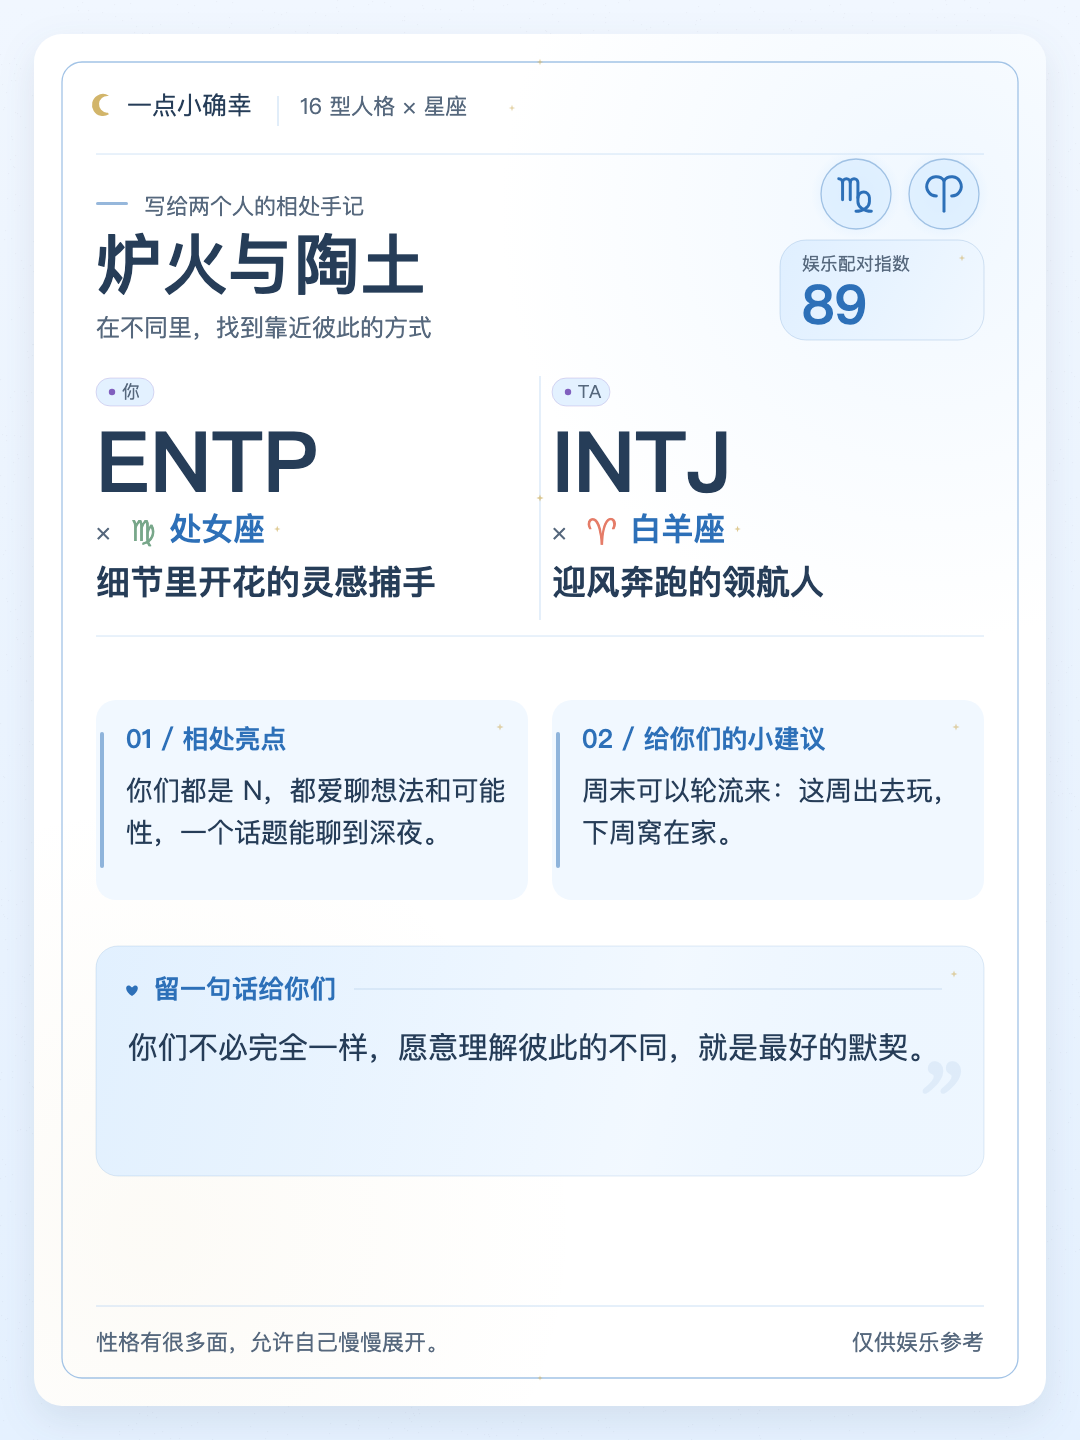 一点小确幸
16 型人格 × 星座
写给两个人的相处手记
炉火与陶土
在不同里，找到靠近彼此的方式
娱乐配对指数
89
你
ENTP
× ♍ 处女座
细节里开花的灵感捕手
TA
INTJ
× ♈ 白羊座
迎风奔跑的领航人
01 / 相处亮点
你们都是 N，都爱聊想法和可能
性，一个话题能聊到深夜。
02 / 给你们的小建议
周末可以轮流来：这周出去玩，
下周窝在家。
留一句话给你们
你们不必完全一样，愿意理解彼此的不同，就是最好的默契。
”
性格有很多面，允许自己慢慢展开。
仅供娱乐参考